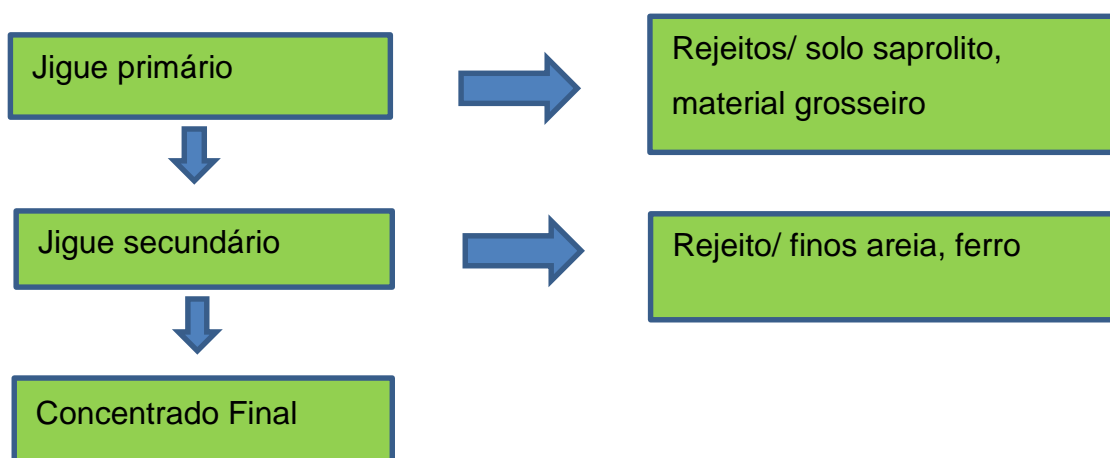 Jigue primário
Rejeitos/ solo saprolito,
material grosseiro
Jigue secundário
Rejeito/ finos areia, ferro
Concentrado Final